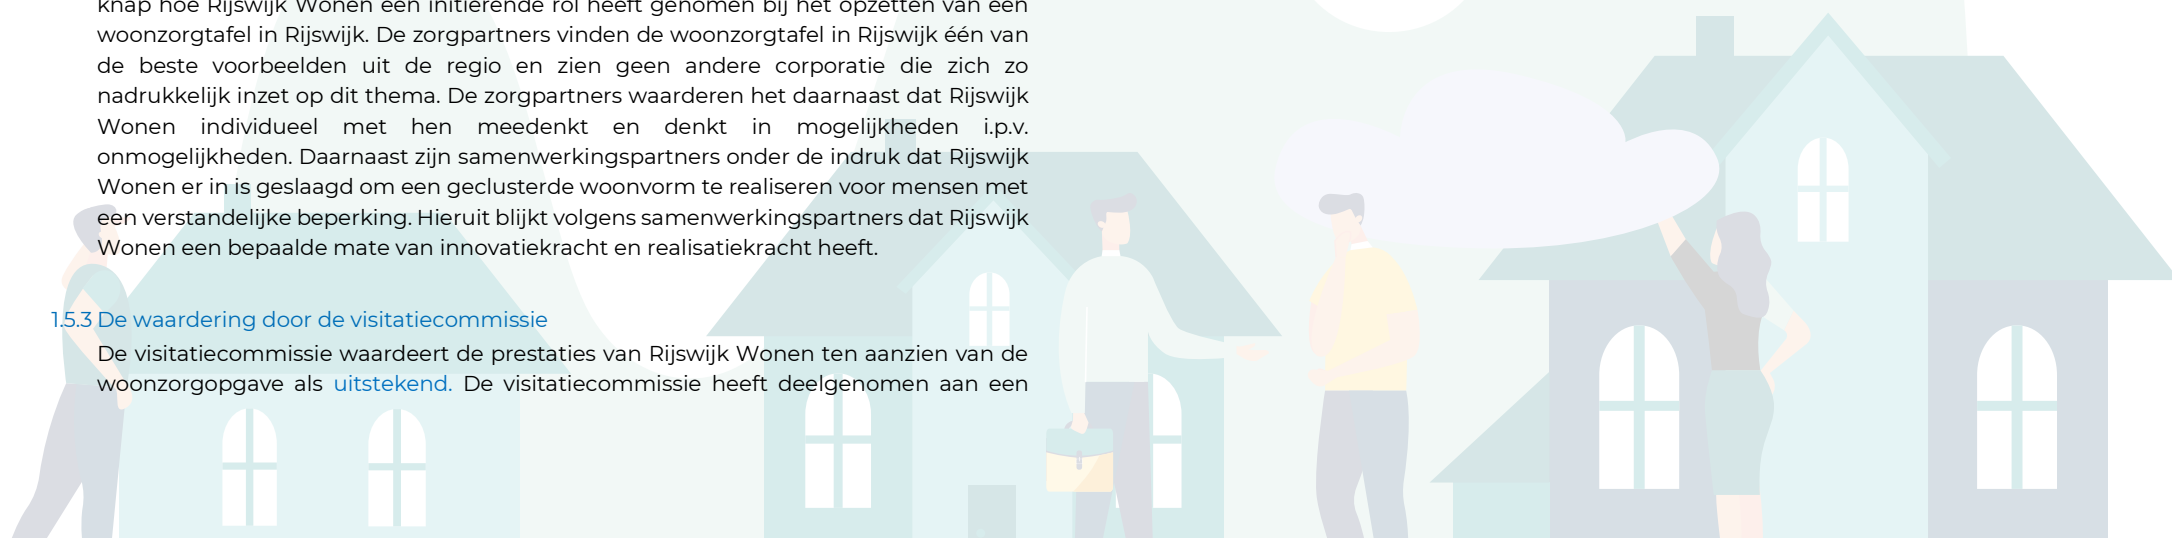 knap hoe Rijswijk Wonen een initiërende rol heeft genomen bij het opzetten van een
woonzorgtafel in Rijswijk. De zorgpartners vinden de woonzorgtafel in Rijswijk één van
de beste voorbeelden uit de regio en zien geen andere corporatie die zich zo
nadrukkelijk inzet op dit thema. De zorgpartners waarderen het daarnaast dat Rijswijk
Wonen individueel met hen meedenkt en denkt in mogelijkheden i.p.v.
onmogelijkheden. Daarnaast zijn samenwerkingspartners onder de indruk dat Rijswijk
Wonen er in is geslaagd om een geclusterde woonvorm te realiseren voor mensen met
een verstandelijke beperking. Hieruit blijkt volgens samenwerkingspartners dat Rijswijk
Wonen een bepaalde mate van innovatiekracht en realisatiekracht heeft.
1.5.3 De waardering door de visitatiecommissie
De visitatiecommissie waardeert de prestaties van Rijswijk Wonen ten aanzien van de
woonzorgopgave als uitstekend. De visitatiecommissie heeft deelgenomen aan een